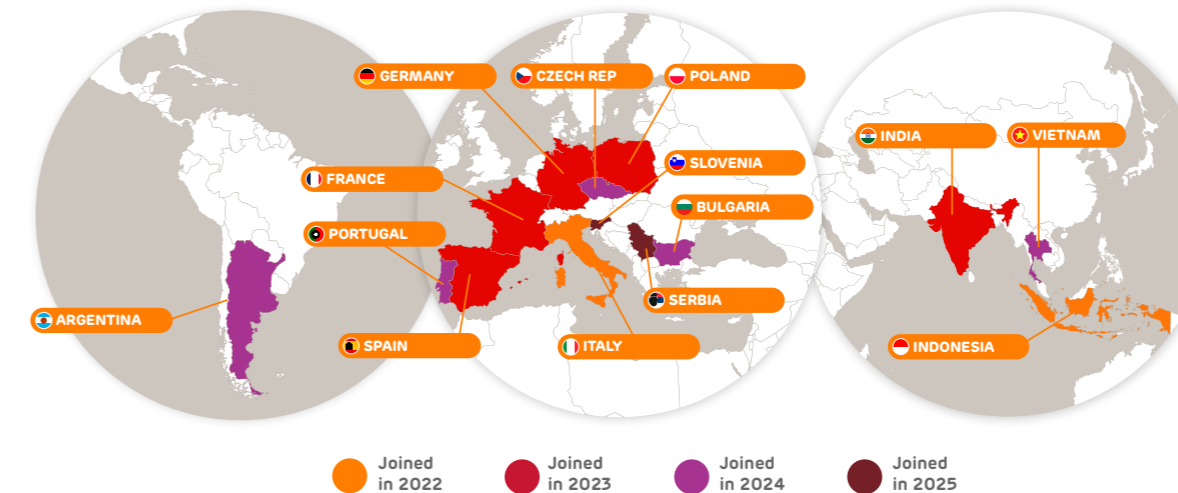 GERMANY
CZECH REP
POLAND
INDIA
VIETNAM
SLOVENIA
FRANCE
BULGARIA
PORTUGAL
SERBIA
ARGENTINA
SPAIN
ITALY
INDONESIA
Joined
in 2022
Joined
in 2023
Joined
in 2024
Joined
in 2025